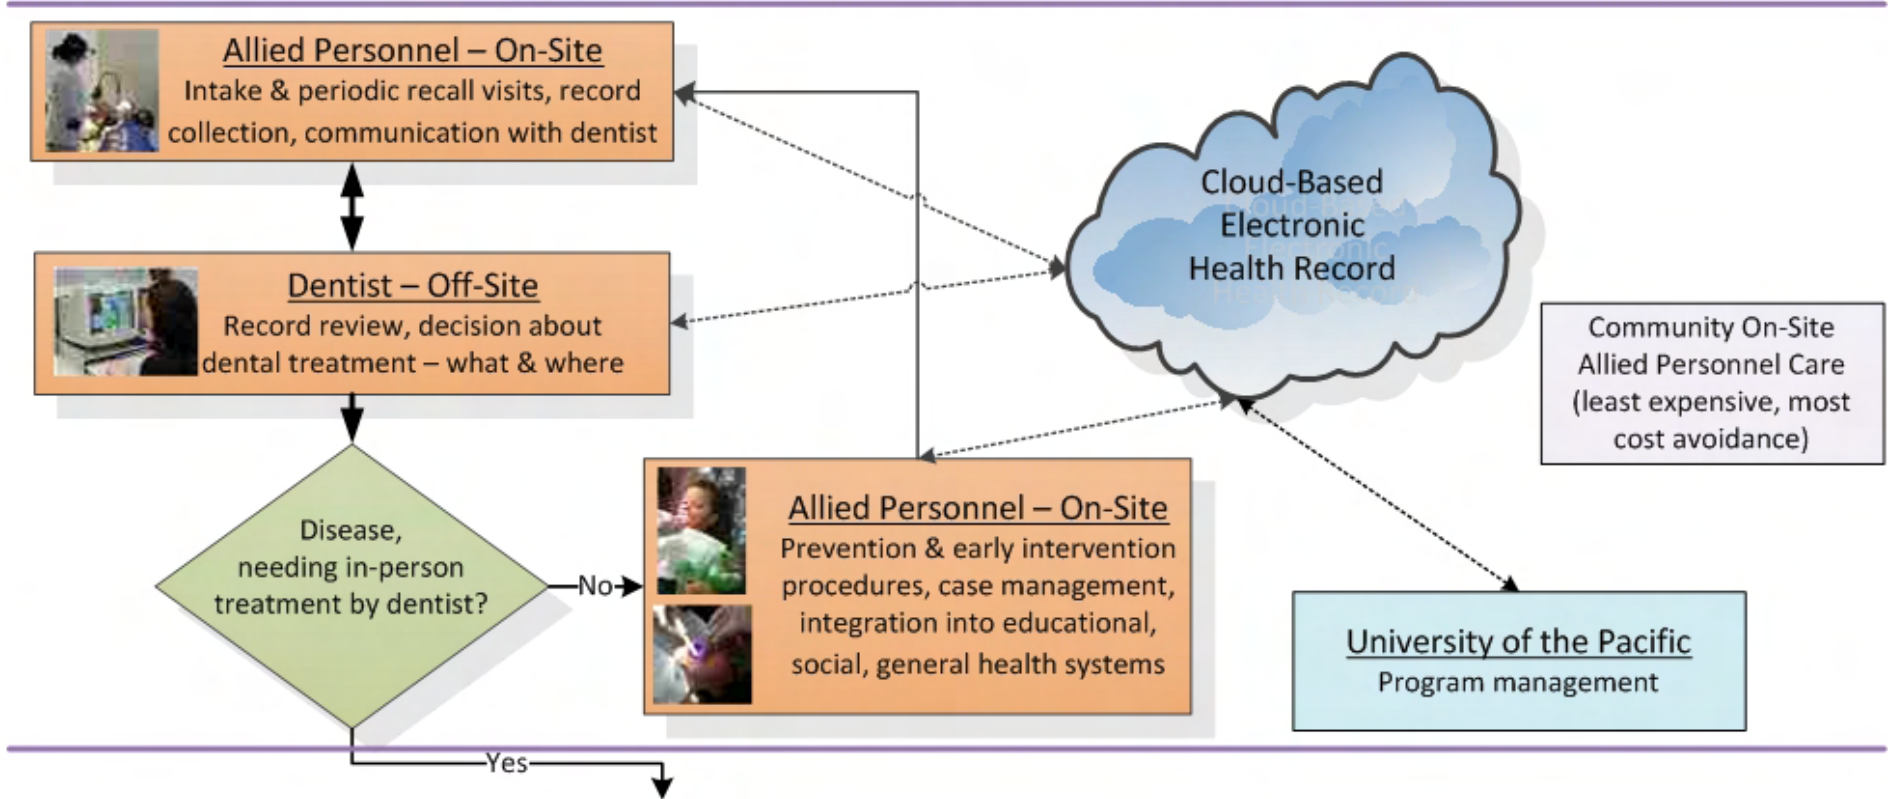 Allied Personnel – On-Site
Intake & periodic recall visits, record
collection, communication with dentist
Dentist – Off-Site
Record review, decision about
dental treatment – what & where
Disease,
needing in-person
treatment by dentist?
No
Yes
Allied Personnel – On-Site
Prevention & early intervention
procedures, case management,
integration into educational,
social, general health systems
Cloud-Based
Electronic
Health Record
Community On-Site
Allied Personnel Care
(least expensive, most
cost avoidance)
University of the Pacific
Program management